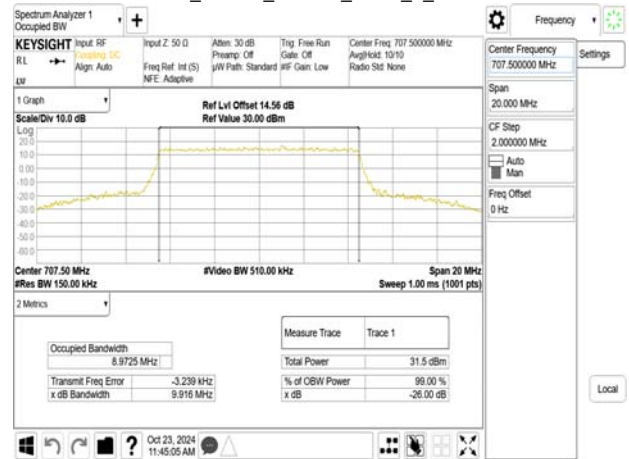 Spectrum Analyzer 1
Occupied BW
+
Frequency
KEYSIGHT
Input: RF
Coupling: DC
Align: Auto
Input Z: 50 Ω
Freq Ref: Int (S)
NFE: Adaptive
Atten: 30 dB
Preamp: Off
µW Path: Standard
Trig: Free Run
Gate: Off
#IF Gain: Low
Center Freq: 707.500000 MHz
Avg|Hold: 10/10
Radio Std: None
RL
Center Frequency
707.500000 MHz
Settings
Span
20.000 MHz
CF Step
2.000000 MHz
Auto
Man
Freq Offset
0 Hz
Local
1 Graph
Scale/Div 10.0 dB
Ref Lvl Offset 14.56 dB
Ref Value 30.00 dBm
Log
20.0
10.0
0.00
-10.0
-20.0
-30.0
-40.0
-50.0
-60.0
Center 707.50 MHz
#Video BW 510.00 kHz
Span 20 MHz
#Res BW 150.00 kHz
Sweep 1.00 ms (1001 pts)
2 Metrics
Measure Trace
Trace 1
Occupied Bandwidth
8.9725 MHz
Total Power
31.5 dBm
Transmit Freq Error
-3.239 kHz
% of OBW Power
99.00 %
x dB Bandwidth
9.916 MHz
x dB
-26.00 dB
?
Oct 23, 2024
11:45:05 AM